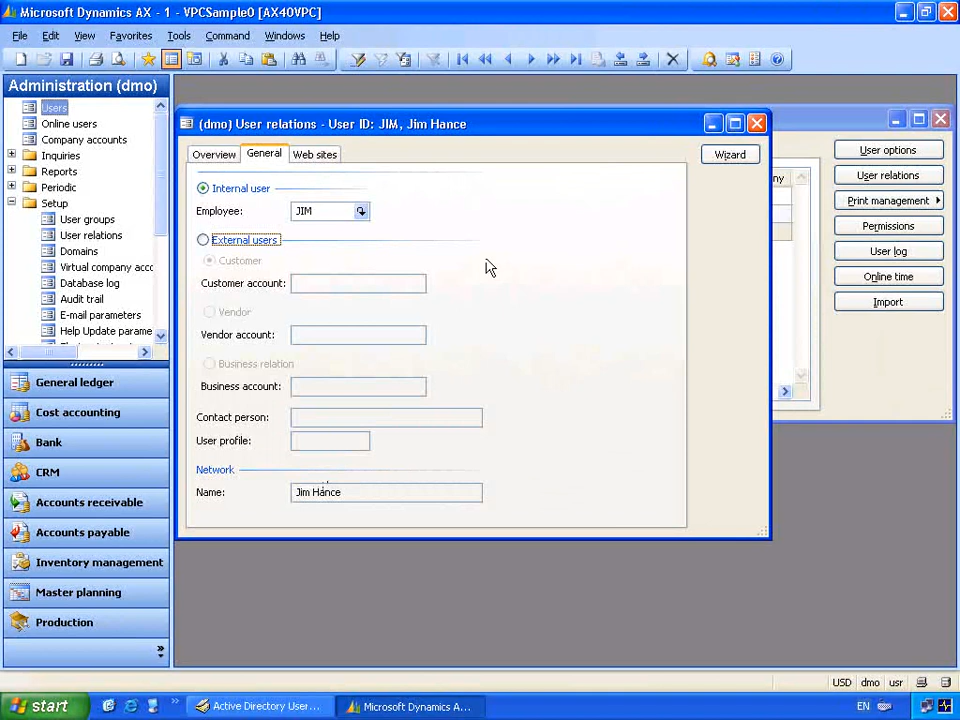 Microsoft Dynamics AX - 1 - VPCSample0 [AX40VPC]
File Edit View Favorites Tools Command Windows Help
Administration (dmo)
Users
Online users
Company accounts
Inquiries
Reports
Periodic
Setup
User groups
User relations
Domains
Virtual company acco
Database log
Audit trail
E-mail parameters
Help Update parame
General ledger
Cost accounting
Bank
CRM
Accounts receivable
Accounts payable
Inventory management
Master planning
Production
»
(dmo) User relations - User ID: JIM, Jim Hance
Overview General Web sites
Wizard
Internal user
Employee: JIM
External users
Customer
Customer account:
Vendor
Vendor account:
Business relation
Business account:
Contact person:
User profile:
Network
Name: Jim Hance
ny
User options
User relations
Print management
Permissions
User log
Online time
Import
USD dmo usr
start
»
Active Directory User...
Microsoft Dynamics A...
EN